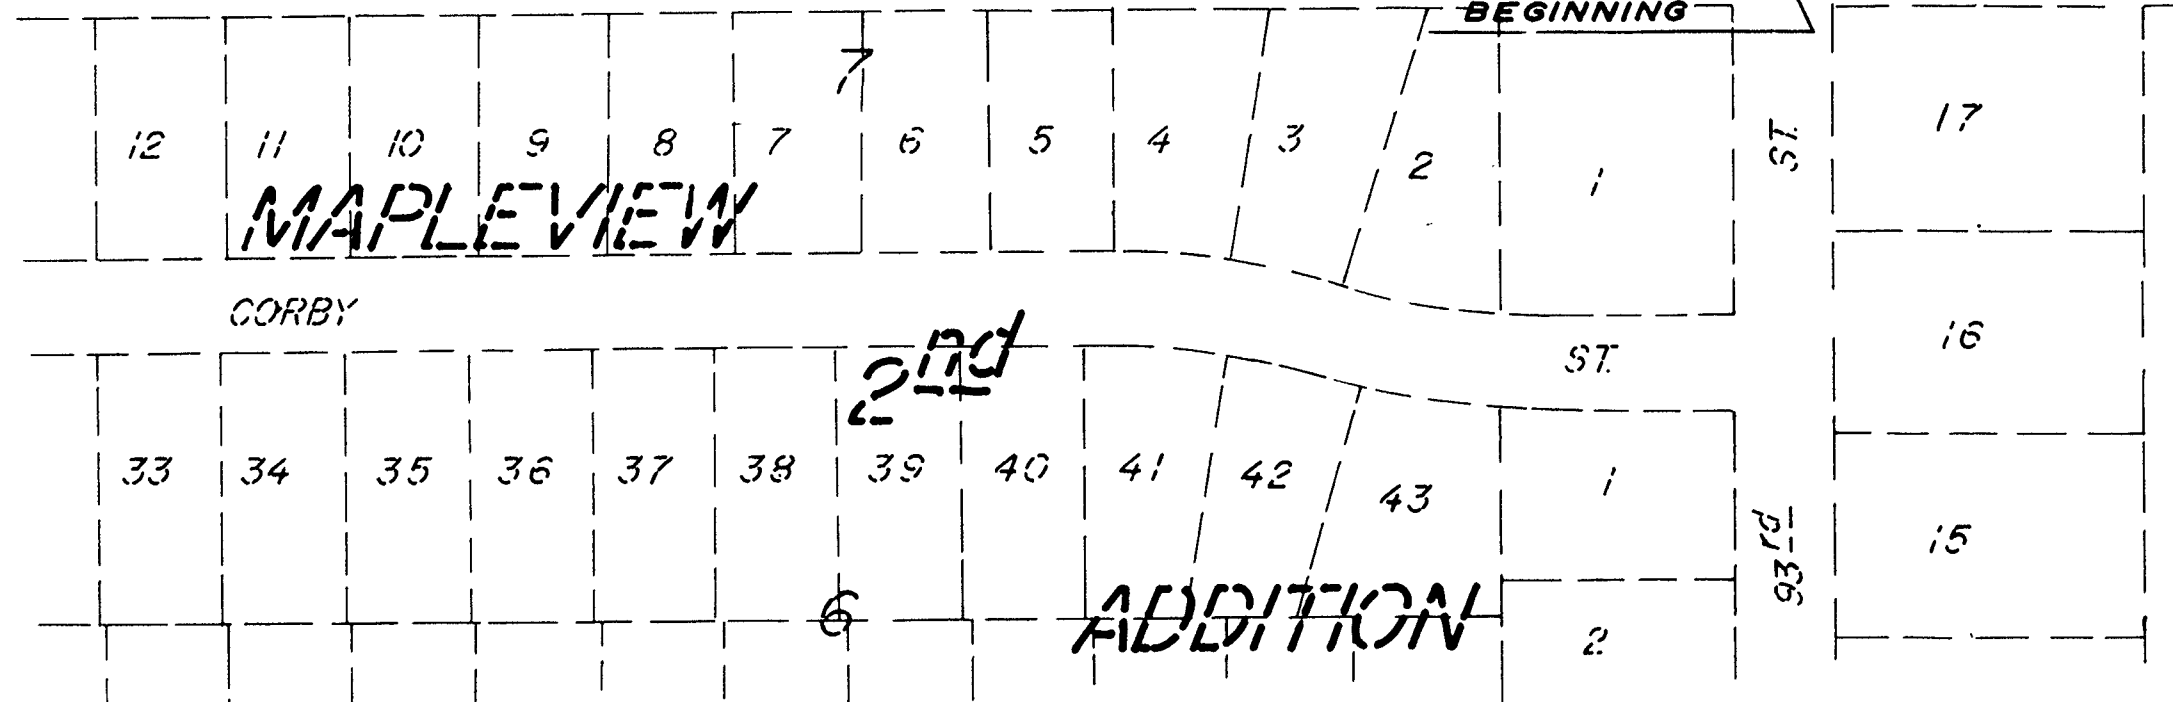 BEGINNING
7
12 11 10 9 8 7 6 5 4 3 2 1
ST.
17
MAPLEVIEW
CORBY
ST.
16
2nd
33 34 35 36 37 38 39 40 41 42 43 1
93rd
15
6
ADDITION
2